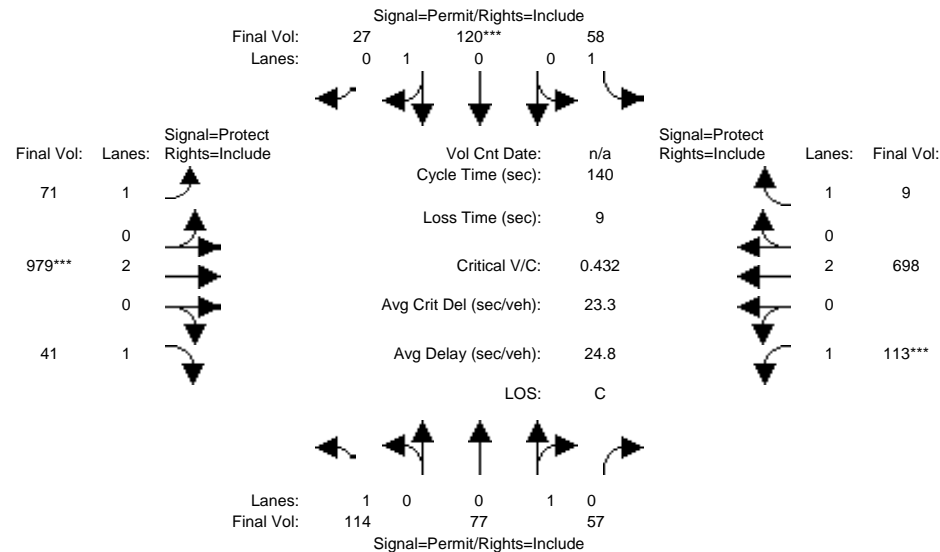 Signal=Permit/Rights=Include
Final Vol: 27 120*** 58
Lanes: 0 1 0 0 1
Signal=Protect Signal=Protect
Final Vol: Lanes: Rights=Include Vol Cnt Date: n/a Rights=Include Lanes: Final Vol:
Cycle Time (sec): 140
71 1 1 9
Loss Time (sec): 9
0 0
979*** 2 Critical V/C: 0.432 2 698
0 Avg Crit Del (sec/veh): 23.3 0
41 1 Avg Delay (sec/veh): 24.8 1 113***
LOS: C
Lanes: 1 0 0 1 0
Final Vol: 114 77 57
Signal=Permit/Rights=Include